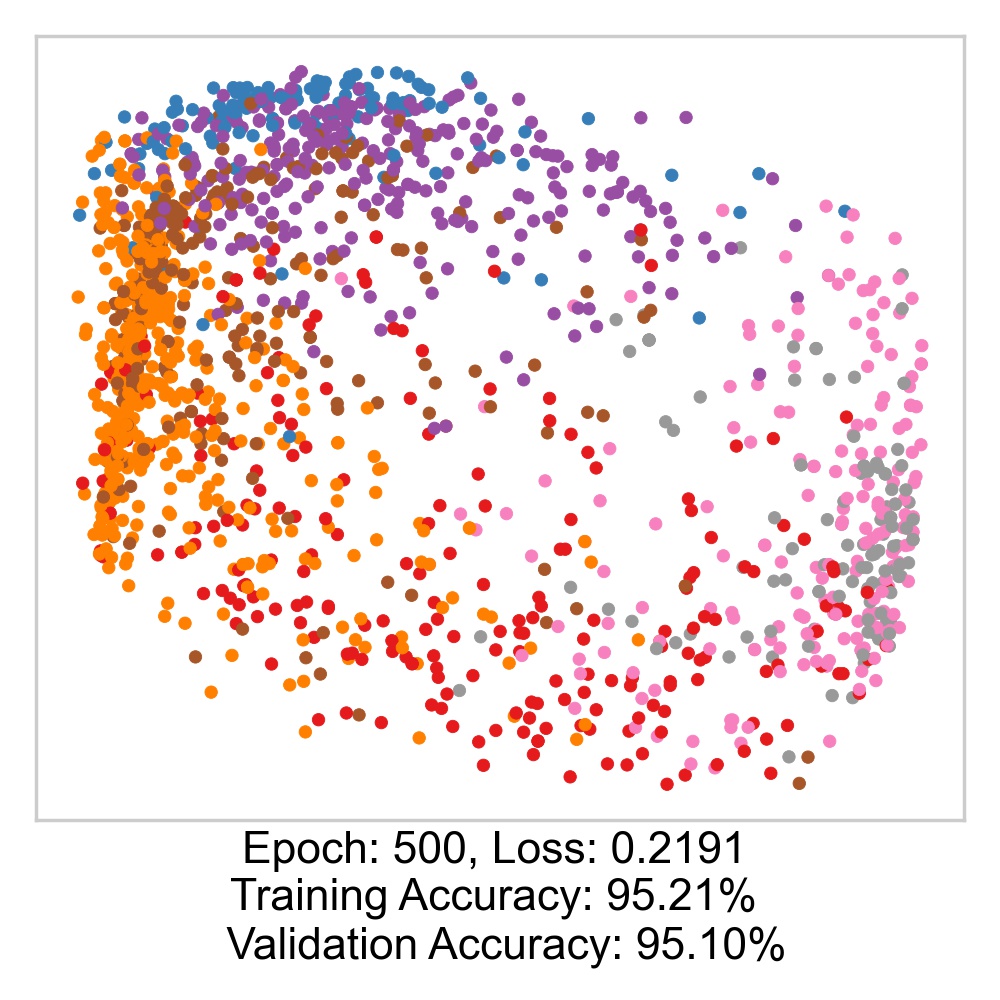 Epoch: 500, Loss: 0.2191
Training Accuracy: 95.21%
Validation Accuracy: 95.10%